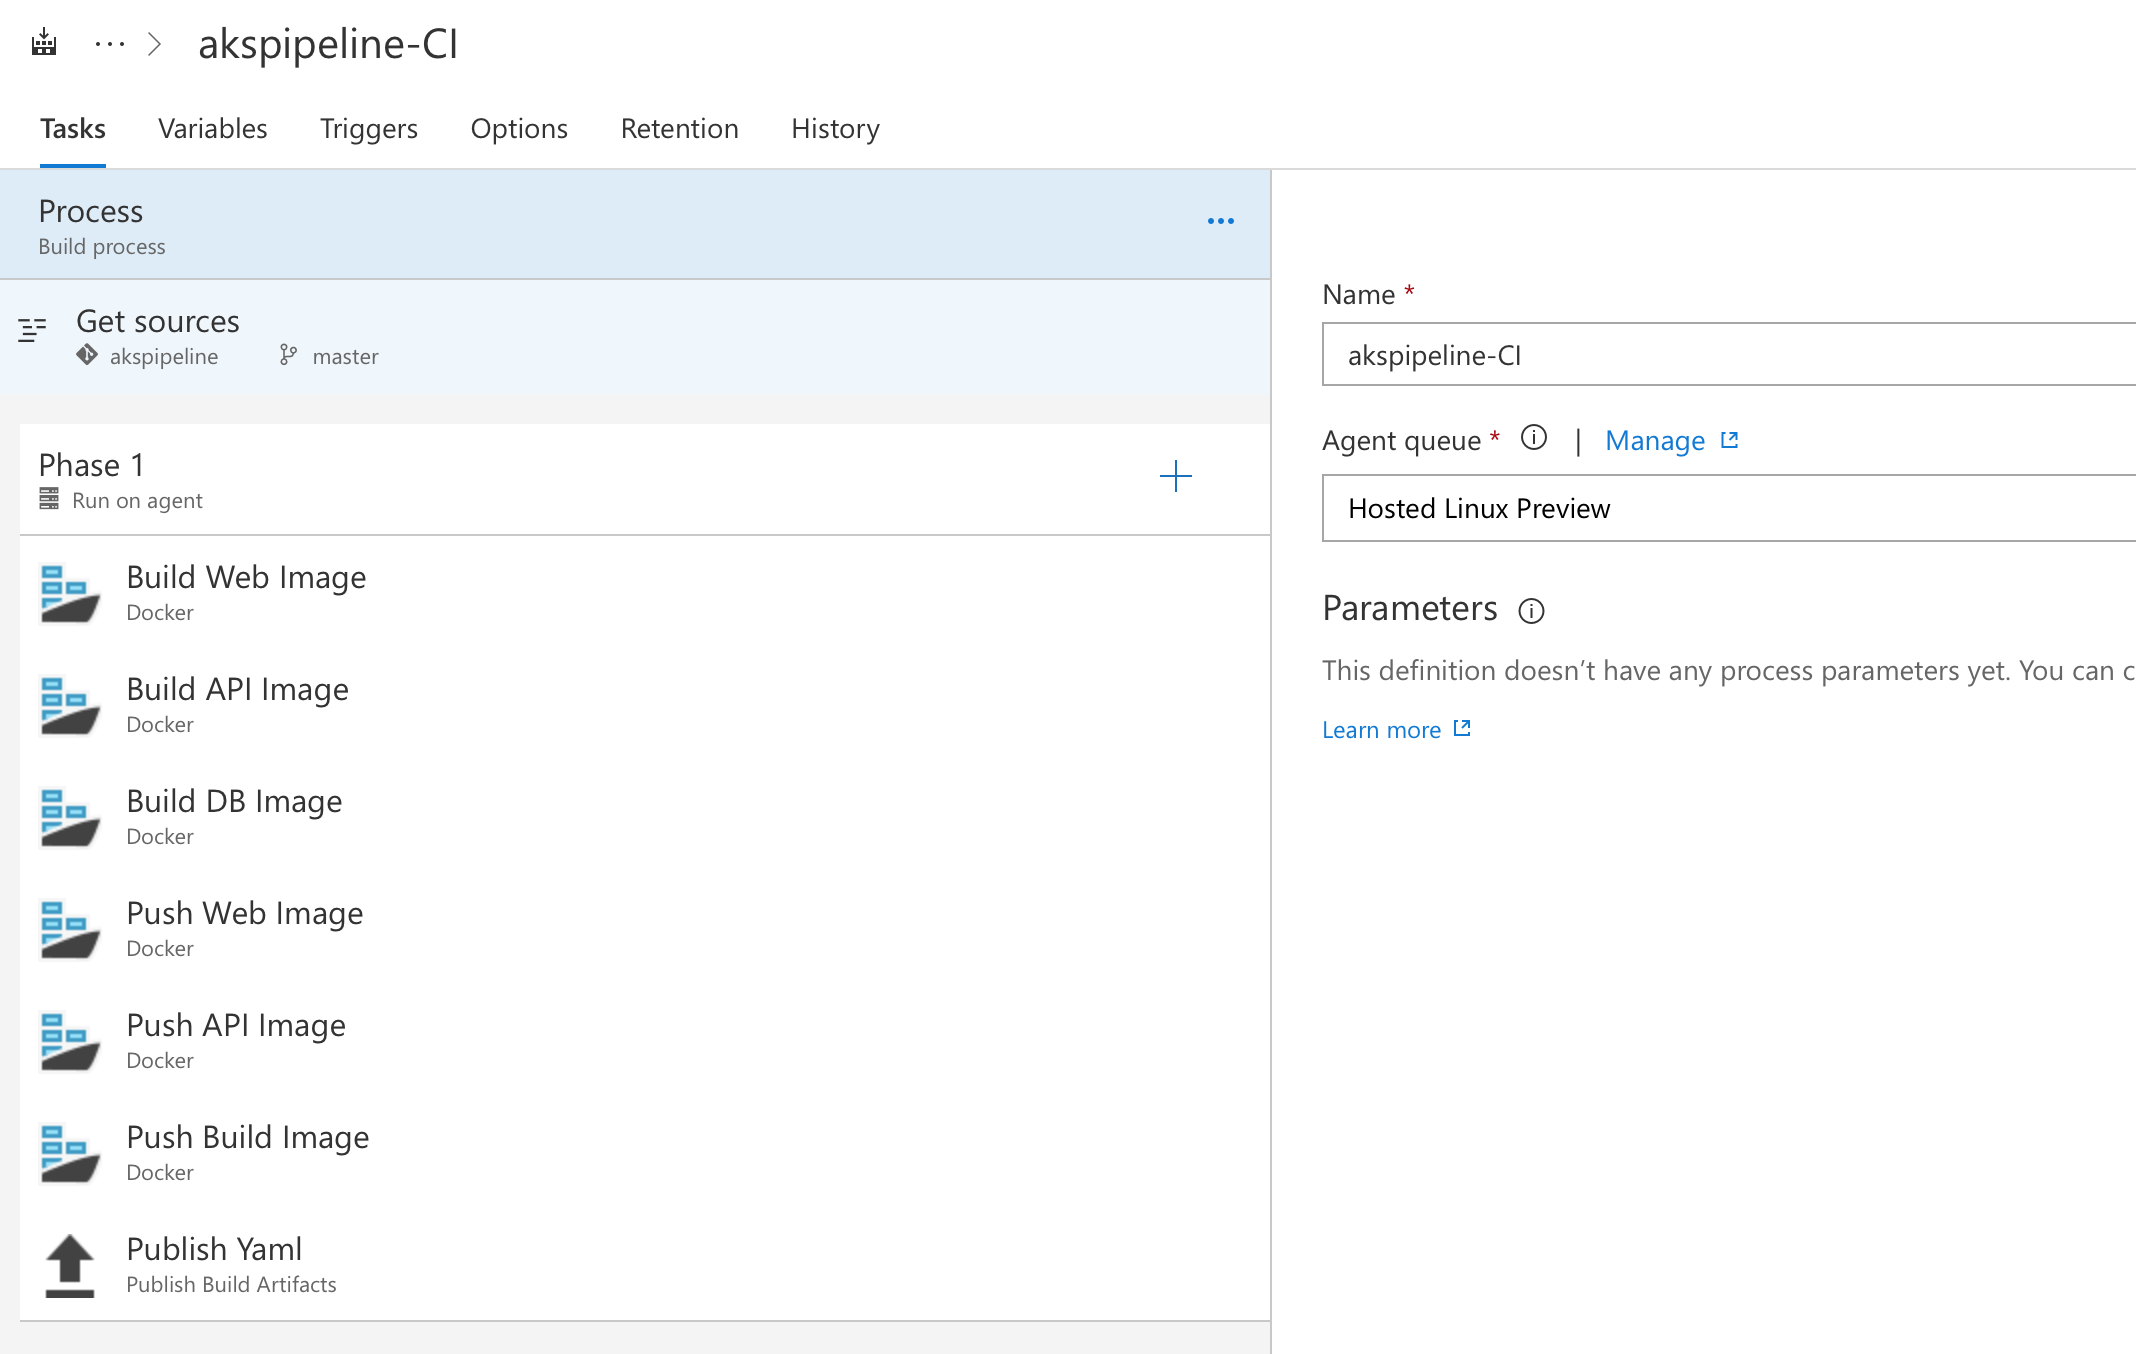 ··· > akspipeline-CI
Tasks Variables Triggers Options Retention History
Process
Build process
Get sources
akspipeline master
Phase 1
Run on agent
Build Web Image
Docker
Build API Image
Docker
Build DB Image
Docker
Push Web Image
Docker
Push API Image
Docker
Push Build Image
Docker
Publish Yaml
Publish Build Artifacts
Name *
akspipeline-CI
Agent queue * | Manage
Hosted Linux Preview
Parameters
This definition doesn't have any process parameters yet. You can
Learn more